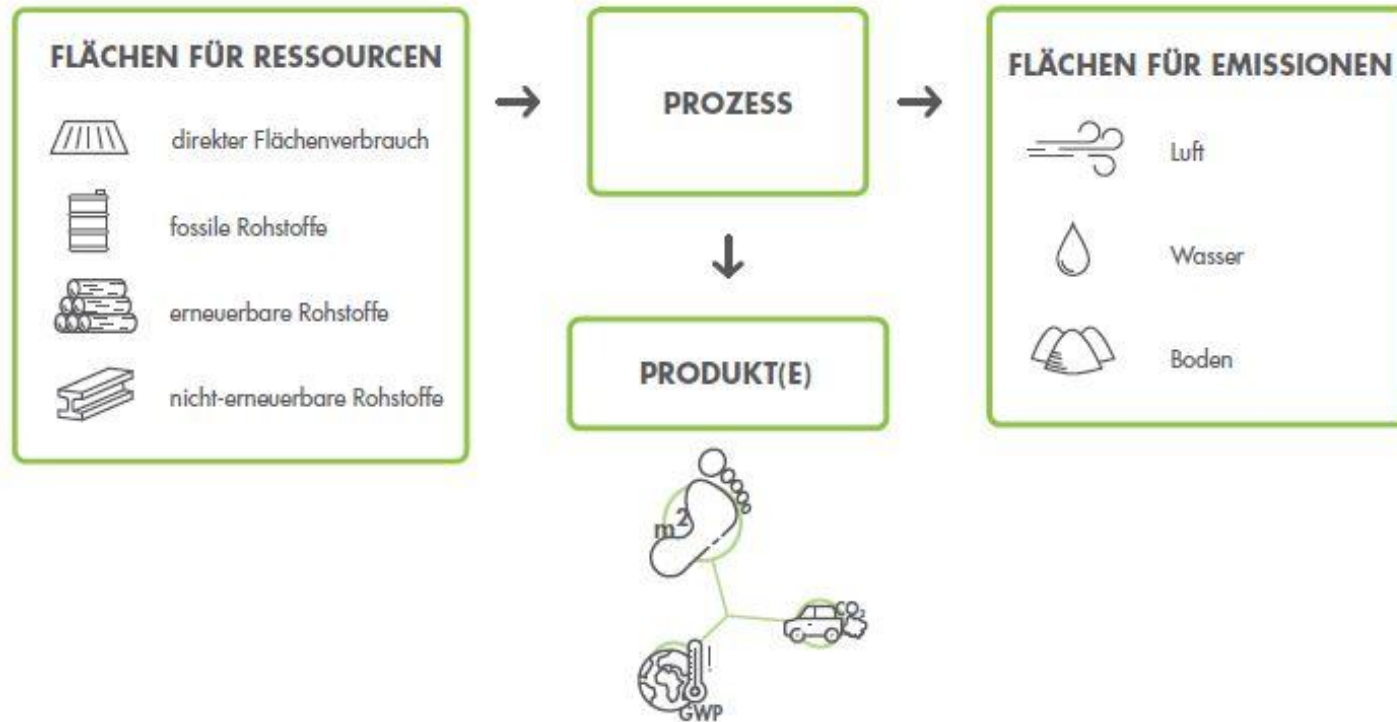 FLÄCHEN FÜR RESSOURCEN
direkter Flächenverbrauch
fossile Rohstoffe
erneuerbare Rohstoffe
nicht-erneuerbare Rohstoffe
PROZESS
PRODUKT(E)
m²
CO₂
GWP
FLÄCHEN FÜR EMISSIONEN
Luft
Wasser
Boden